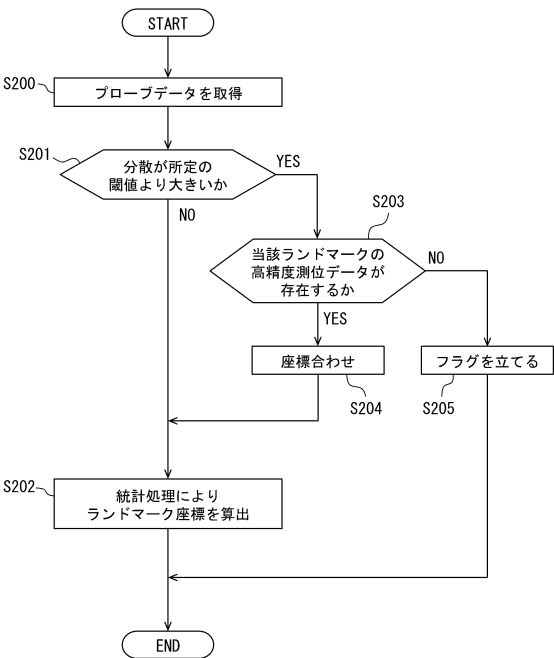 START
S200
プローブデータを取得
S201
分散が所定の
閾値より大きいか
YES
NO
S203
当該ランドマークの
高精度測位データが
存在するか
NO
YES
座標合わせ
S204
フラグを立てる
S205
S202
統計処理により
ランドマーク座標を算出
END